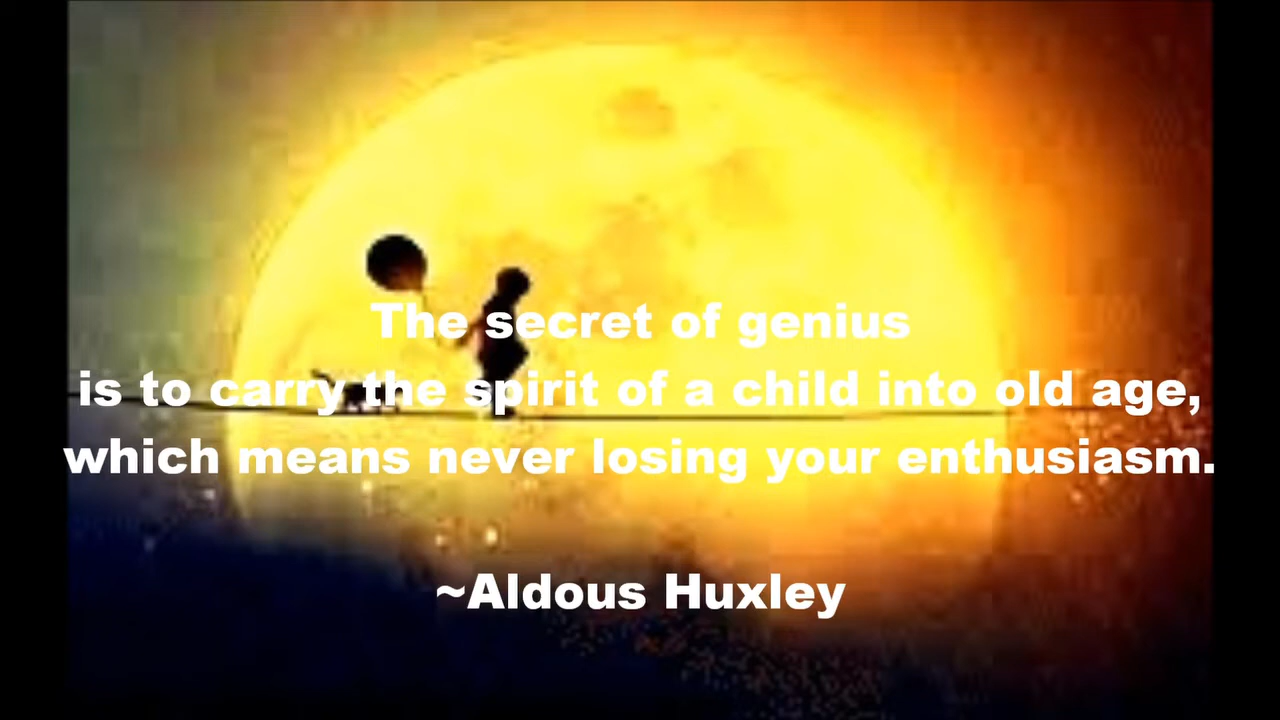 The secret of genius
is to carry the spirit of a child into old age,
which means never losing your enthusiasm.
~Aldous Huxley